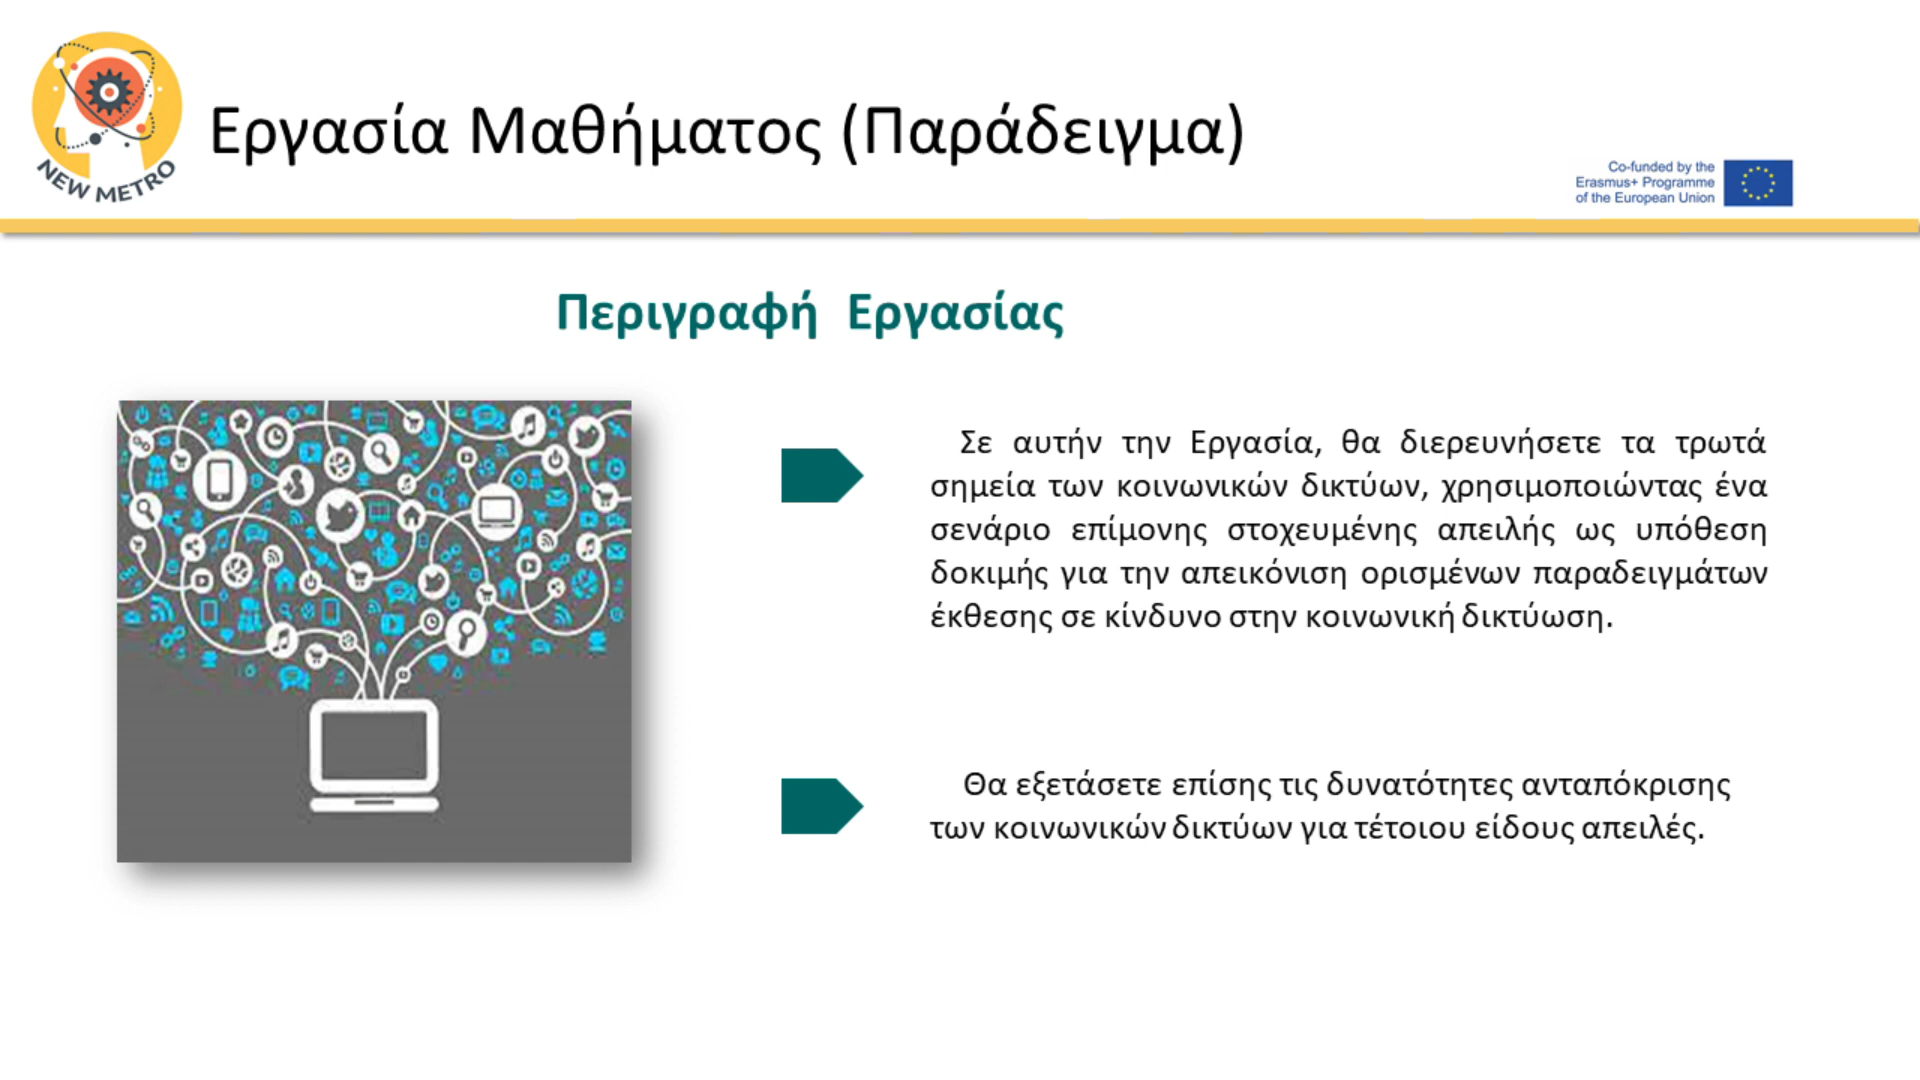 NEW METRO
Εργασία Μαθήματος (Παράδειγμα)
Co-funded by the
Erasmus+ Programme
of the European Union
Περιγραφή Εργασίας
Σε αυτήν την Εργασία, θα διερευνήσετε τα τρωτά
σημεία των κοινωνικών δικτύων, χρησιμοποιώντας ένα
σενάριο επίμονης στοχευμένης απειλής ως υπόθεση
δοκιμής για την απεικόνιση ορισμένων παραδειγμάτων
έκθεσης σε κίνδυνο στην κοινωνική δικτύωση.
Θα εξετάσετε επίσης τις δυνατότητες ανταπόκρισης
των κοινωνικών δικτύων για τέτοιου είδους απειλές.